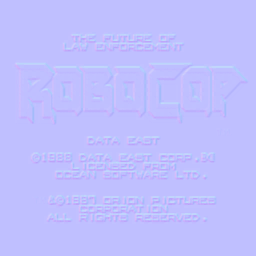 THE FUTURE OF
LAW ENFORCEMENT
ROBOCOP
DATA EAST
©1988 DATA EAST CORP.
LICENSED FROM
OCEAN SOFTWARE LTD.
©1987 ORION PICTURES
CORPORATION
ALL RIGHTS RESERVED.